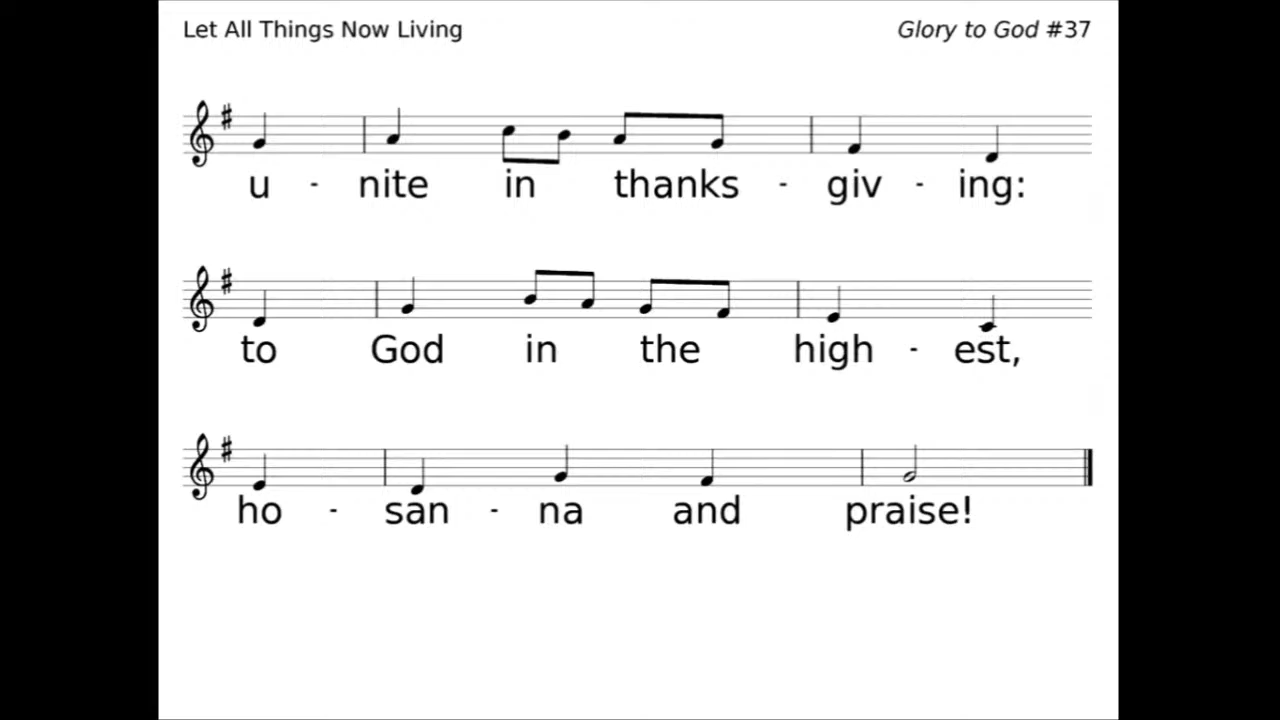 Let All Things Now Living Glory to God #37
u - nite in thanks - giv - ing:
to God in the high - est,
ho - san - na and praise!